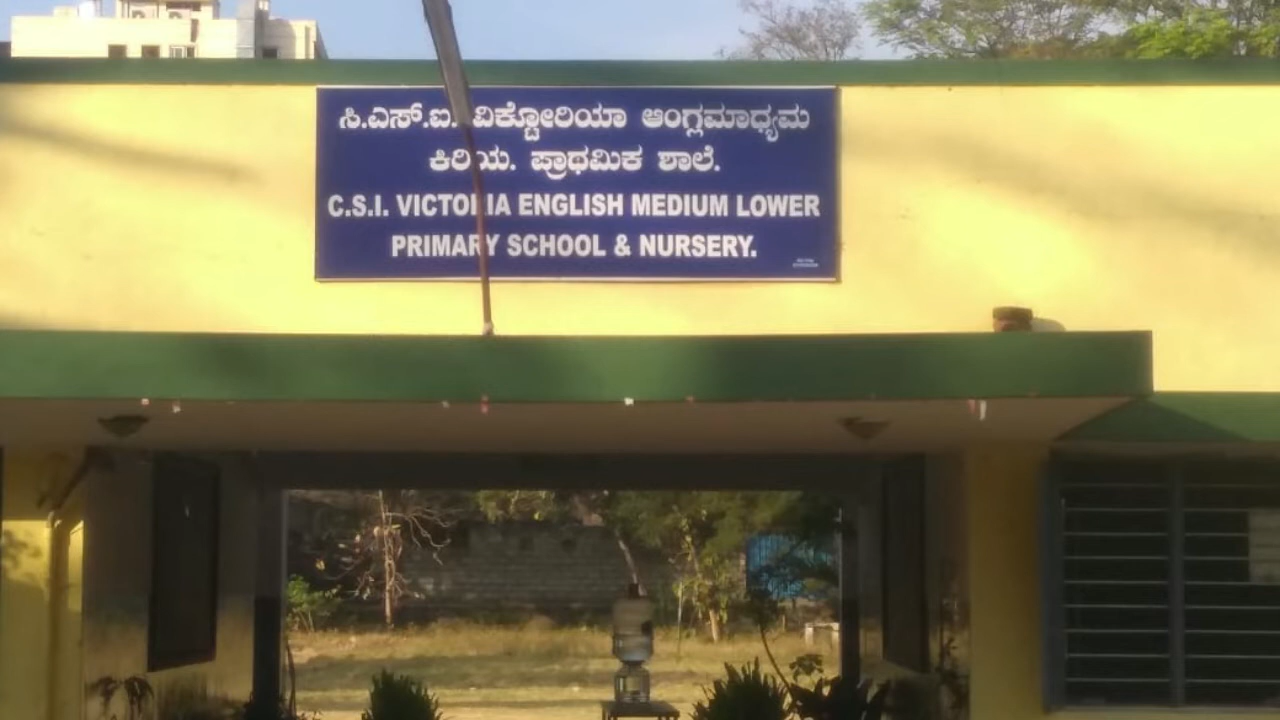 ಸಿ.ಎಸ್.ಐ. ವಿಕ್ಟೋರಿಯಾ ಆಂಗ್ಲಮಾಧ್ಯಮ
ಕಿರಿಯ. ಪ್ರಾಥಮಿಕ ಶಾಲೆ.
C.S.I. VICTORIA ENGLISH MEDIUM LOWER
PRIMARY SCHOOL & NURSERY.